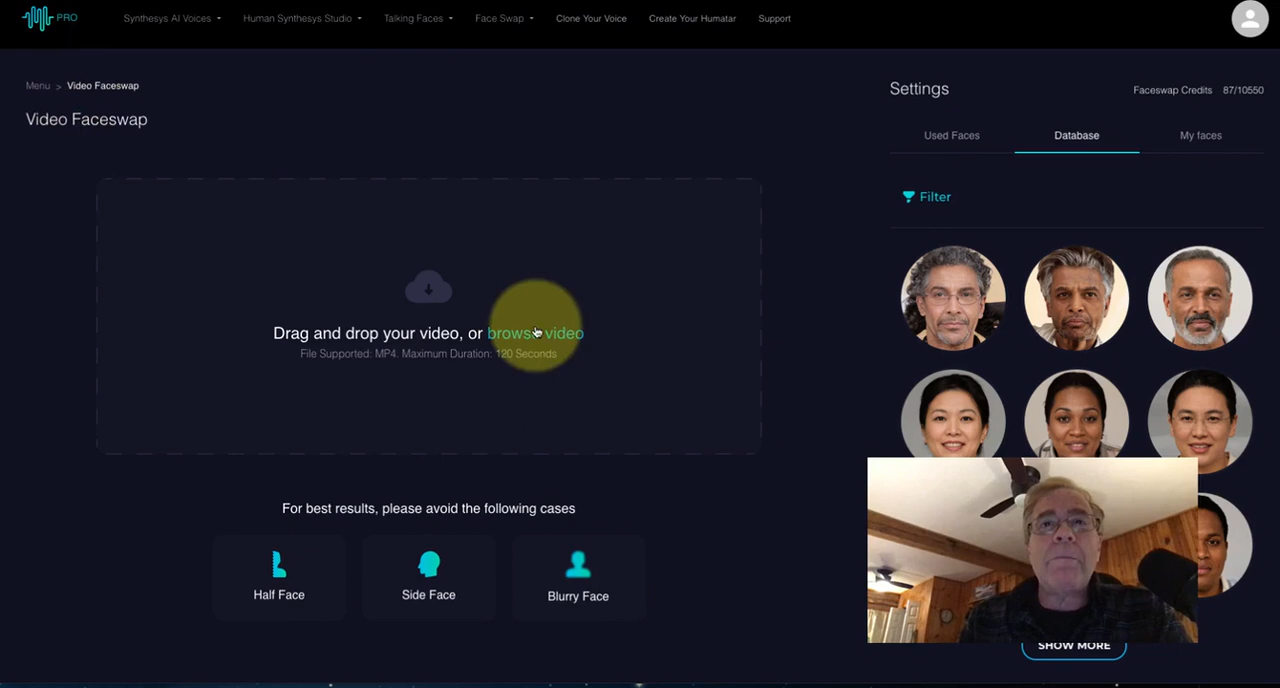 PRO
Synthesys AI Voices
Human Synthesys Studio
Talking Faces
Face Swap
Clone Your Voice
Create Your Humatar
Support
Menu > Video Faceswap
Video Faceswap
Drag and drop your video, or browse video
File Supported: MP4. Maximum Duration: 120 Seconds
For best results, please avoid the following cases
Half Face
Side Face
Blurry Face
Settings
Faceswap Credits 87/10550
Used Faces
Database
My faces
Filter
SHOW MORE